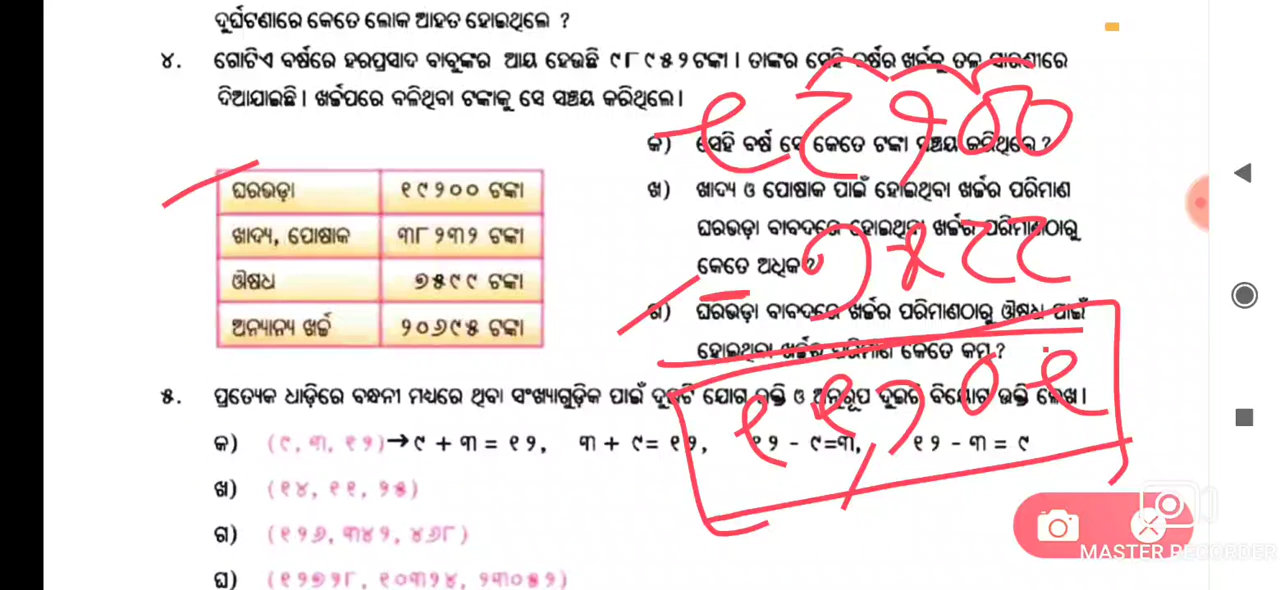 ଦୁର୍ଘଟଣାରେ କେତେ ଲୋକ ଆହତ ହୋଇଥିଲେ ?
୪. ଗୋଟିଏ ବର୍ଷରେ ହରପ୍ରସାଦ ବାବୁଙ୍କର ଆୟ ହେଉଛି ୯୮୯୫୨ ଟଙ୍କା । ତାଙ୍କର ସେହି ବର୍ଷର ଖର୍ଚ୍ଚକୁ ତଳ ସାରଣୀରେ
ଦିଆଯାଇଛି । ଖର୍ଚ୍ଚପରେ ବଳିଥିବା ଟଙ୍କାକୁ ସେ ସଞ୍ଚୟ କରିଥିଲେ ।
କ) ସେହି ବର୍ଷ ସେ କେତେ ଟଙ୍କା ସଞ୍ଚୟ କରିଥିଲେ ?
ଘରଭଡ଼ା ୧୯୨୦୦ ଟଙ୍କା
ଖାଦ୍ୟ, ପୋଷାକ ୩୮୨୩୨ ଟଙ୍କା
ଔଷଧ ୭୫୯୯ ଟଙ୍କା
ଅନ୍ୟାନ୍ୟ ଖର୍ଚ୍ଚ ୨୦୬୯୫ ଟଙ୍କା
ଖ) ଖାଦ୍ୟ ଓ ପୋଷାକ ପାଇଁ ହୋଇଥିବା ଖର୍ଚ୍ଚର ପରିମାଣ
ଘରଭଡ଼ା ବାବଦକୁ ହୋଇଥିବା ଖର୍ଚ୍ଚର ପରିମାଣଠାରୁ
କେତେ ଅଧିକ ?
ଗ) ଘରଭଡ଼ା ବାବଦକୁ ଖର୍ଚ୍ଚର ପରିମାଣଠାରୁ ଔଷଧ ପାଇଁ
ହୋଇଥିବା ଖର୍ଚ୍ଚର ପରିମାଣ କେତେ କମ୍ ?
୫. ପ୍ରତ୍ୟେକ ଧାଡ଼ିରେ ବନ୍ଧନୀ ମଧ୍ୟରେ ଥିବା ସଂଖ୍ୟାଗୁଡ଼ିକ ପାଇଁ ଦୁଇଟି ଯୋଗ ଉକ୍ତି ଓ ଅନୁରୂପ ଦୁଇଟି ବିୟୋଗ ଉକ୍ତି ଲେଖ ।
କ) (୯, ୩, ୧୨) → ୯ + ୩ = ୧୨, ୩ + ୯ = ୧୨, ୧୨ - ୯=୩, ୧୨ - ୩ = ୯
ଖ) (୧୪, ୧୧, ୨୫)
ଗ) (୧୨୬, ୩୪୨, ୪୬୮)
ଘ) (୧୨୭୨୮, ୧୦୩୨୪, ୨୩୦୫୨)
MASTER RECORDER